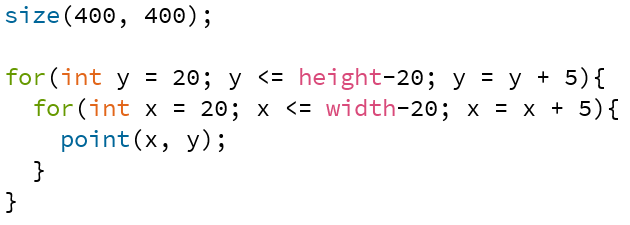 size(400, 400);

for(int y = 20; y <= height-20; y = y + 5){
  for(int x = 20; x <= width-20; x = x + 5){
    point(x, y);
  }
}